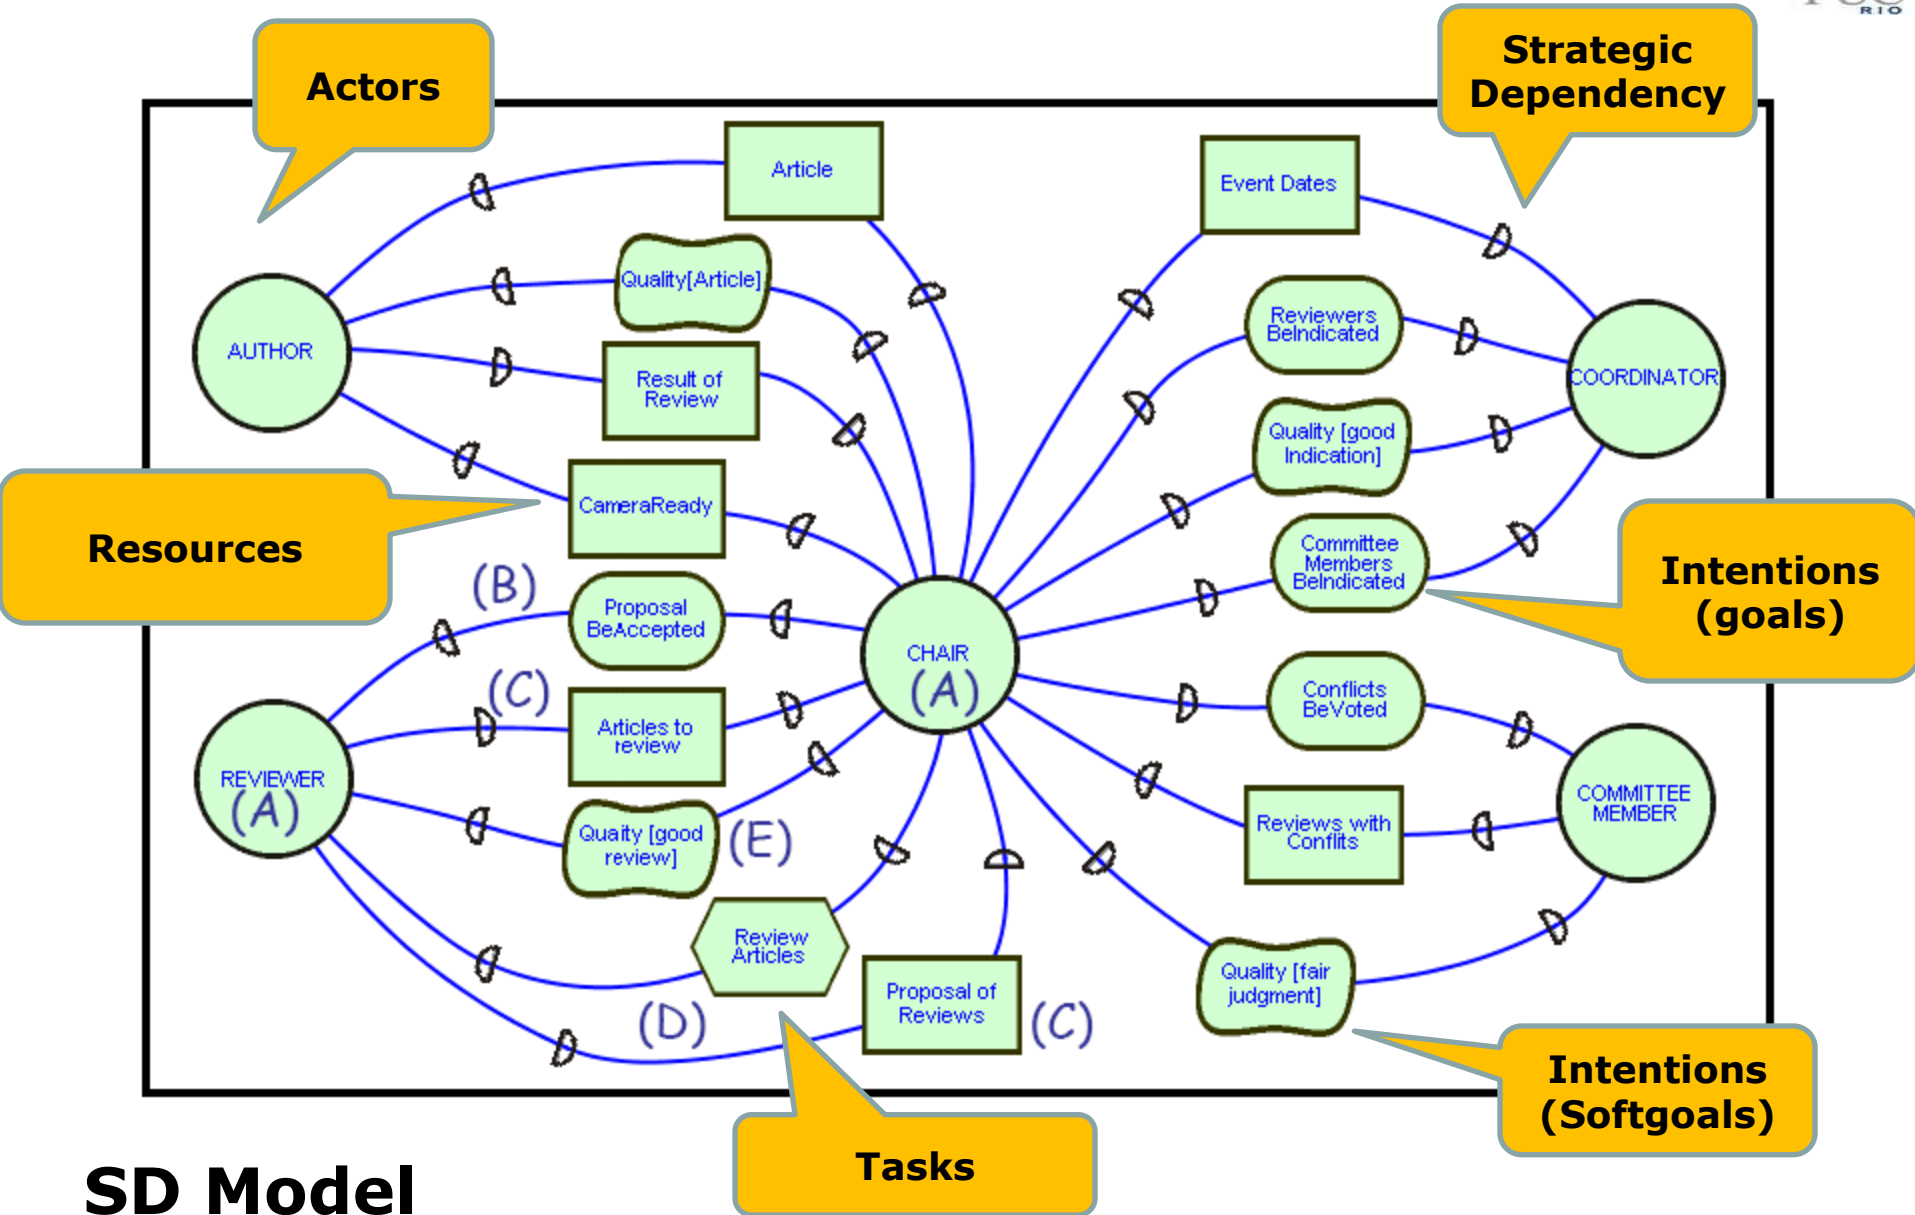 RIO
Actors
Strategic
Dependency
Article
Event Dates
Quality[Article]
Reviewers
BeIndicated
AUTHOR
Result of
Review
COORDINATOR
Quality [good
Indication]
CameraReady
Resources
Committee
Members
BeIndicated
Intentions
(goals)
(B)
Proposal
BeAccepted
CHAIR
(A)
(C)
Articles to
review
Conflicts
BeVoted
REVIEWER
(A)
COMMITTEE
MEMBER
Quaity [good
review]
(E)
Reviews with
Conflits
Review
Articles
(D)
Proposal of
Reviews
(C)
Quality [fair
judgment]
Intentions
(Softgoals)
Tasks
SD Model